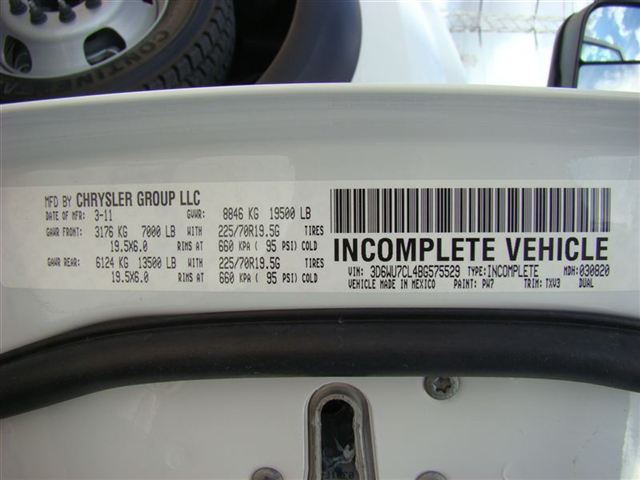 CONTINENTAL
MFD BY CHRYSLER GROUP LLC
DATE OF MFR: 3-11 GVWR: 8846 KG 19500 LB
GAWR FRONT: 3176 KG 7000 LB WITH 225/70R19.5G TIRES
19.5X6.0 RIMS AT 660 KPA ( 95 PSI) COLD
GAWR REAR: 6124 KG 13500 LB WITH 225/70R19.5G TIRES
19.5X6.0 RIMS AT 660 KPA ( 95 PSI) COLD
INCOMPLETE VEHICLE
VIN: 3D6WU7CL4BG575529 TYPE: INCOMPLETE MDH: 030820
VEHICLE MADE IN MEXICO PAINT: PW7 TRIM: TXV3 DUAL